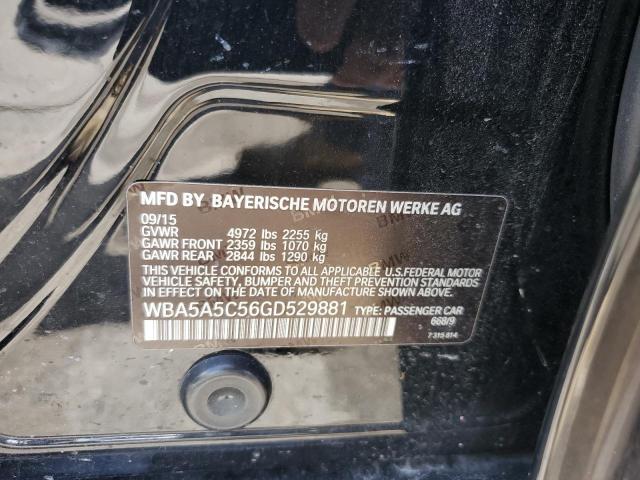 MFD BY BAYERISCHE MOTOREN WERKE AG
09/15
GVWR 4972 lbs 2255 kg
GAWR FRONT 2359 lbs 1070 kg
GAWR REAR 2844 lbs 1290 kg
THIS VEHICLE CONFORMS TO ALL APPLICABLE U.S.FEDERAL MOTOR
VEHICLE SAFETY, BUMPER, AND THEFT PREVENTION STANDARDS
IN EFFECT ON THE DATE OF MANUFACTURE SHOWN ABOVE.
WBA5A5C56GD529881 TYPE: PASSENGER CAR
668/9
7 315 814